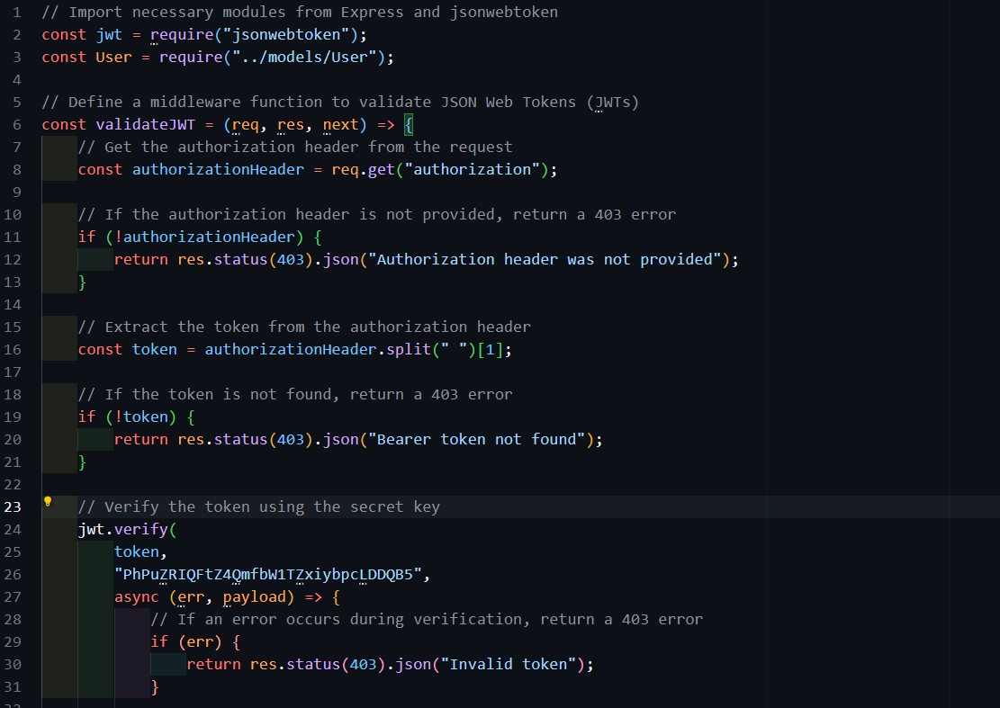 1 // Import necessary modules from Express and jsonwebtoken
2 const jwt = require("jsonwebtoken");
3 const User = require("../models/User");
4
5 // Define a middleware function to validate JSON Web Tokens (JWTs)
6 const validateJWT = (req, res, next) => {
7     // Get the authorization header from the request
8     const authorizationHeader = req.get("authorization");
9
10     // If the authorization header is not provided, return a 403 error
11     if (!authorizationHeader) {
12         return res.status(403).json("Authorization header was not provided");
13     }
14
15     // Extract the token from the authorization header
16     const token = authorizationHeader.split(" ")[1];
17
18     // If the token is not found, return a 403 error
19     if (!token) {
20         return res.status(403).json("Bearer token not found");
21     }
22
23     // Verify the token using the secret key
24     jwt.verify(
25         token,
26         "PhPuZRIQFtZ4QmfbW1TZxiybpcLDDQB5",
27         async (err, payload) => {
28             // If an error occurs during verification, return a 403 error
29             if (err) {
30                 return res.status(403).json("Invalid token");
31             }